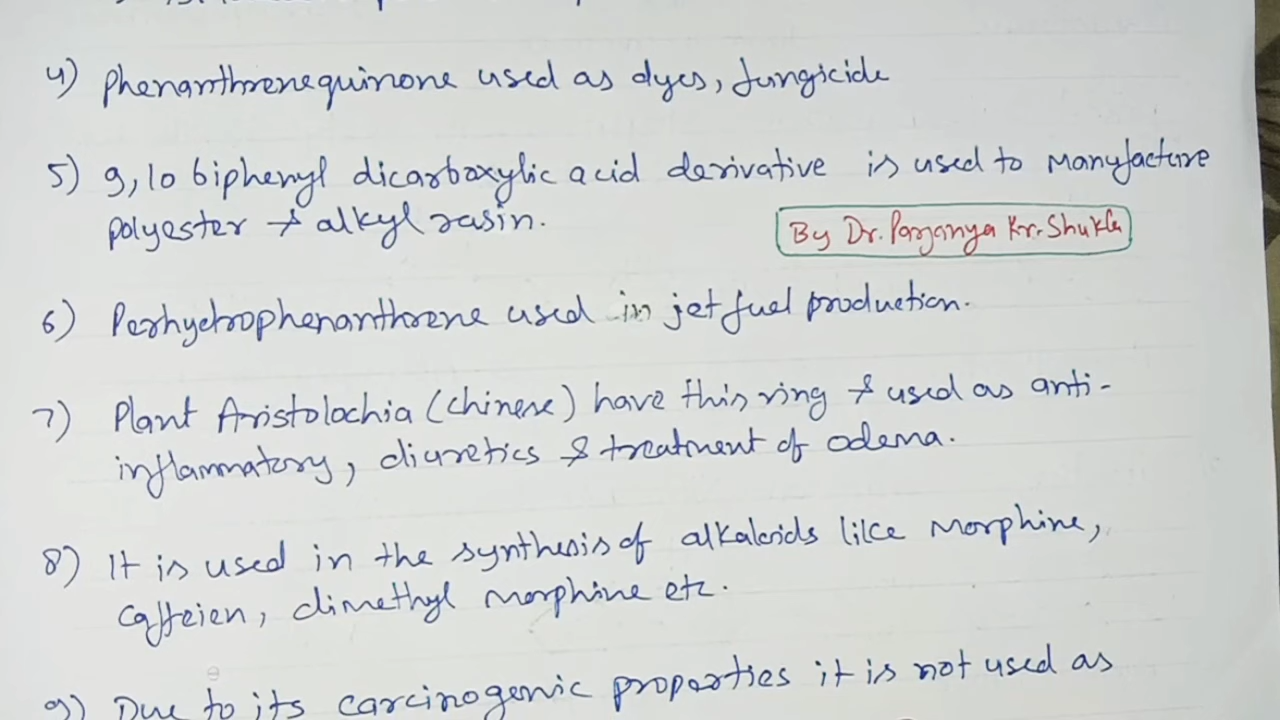 4) Phenanthrenequinone used as dyes, fungicide
5) 9,10 biphenyl dicarboxylic acid derivative is used to Manufacture
polyester & alkyl rasin.
By Dr. Parjanya Kr. Shukla
6) Perhydrophenanthrene used in jet fuel production.
7) Plant Aristolochia (chinese) have this ring & used as anti-
inflammatory, diuretics & treatment of odema.
8) It is used in the synthesis of alkaloids like Morphine,
Caffeien, dimethyl morphine etc.
9) Due to its carcinogenic properties it is not used as